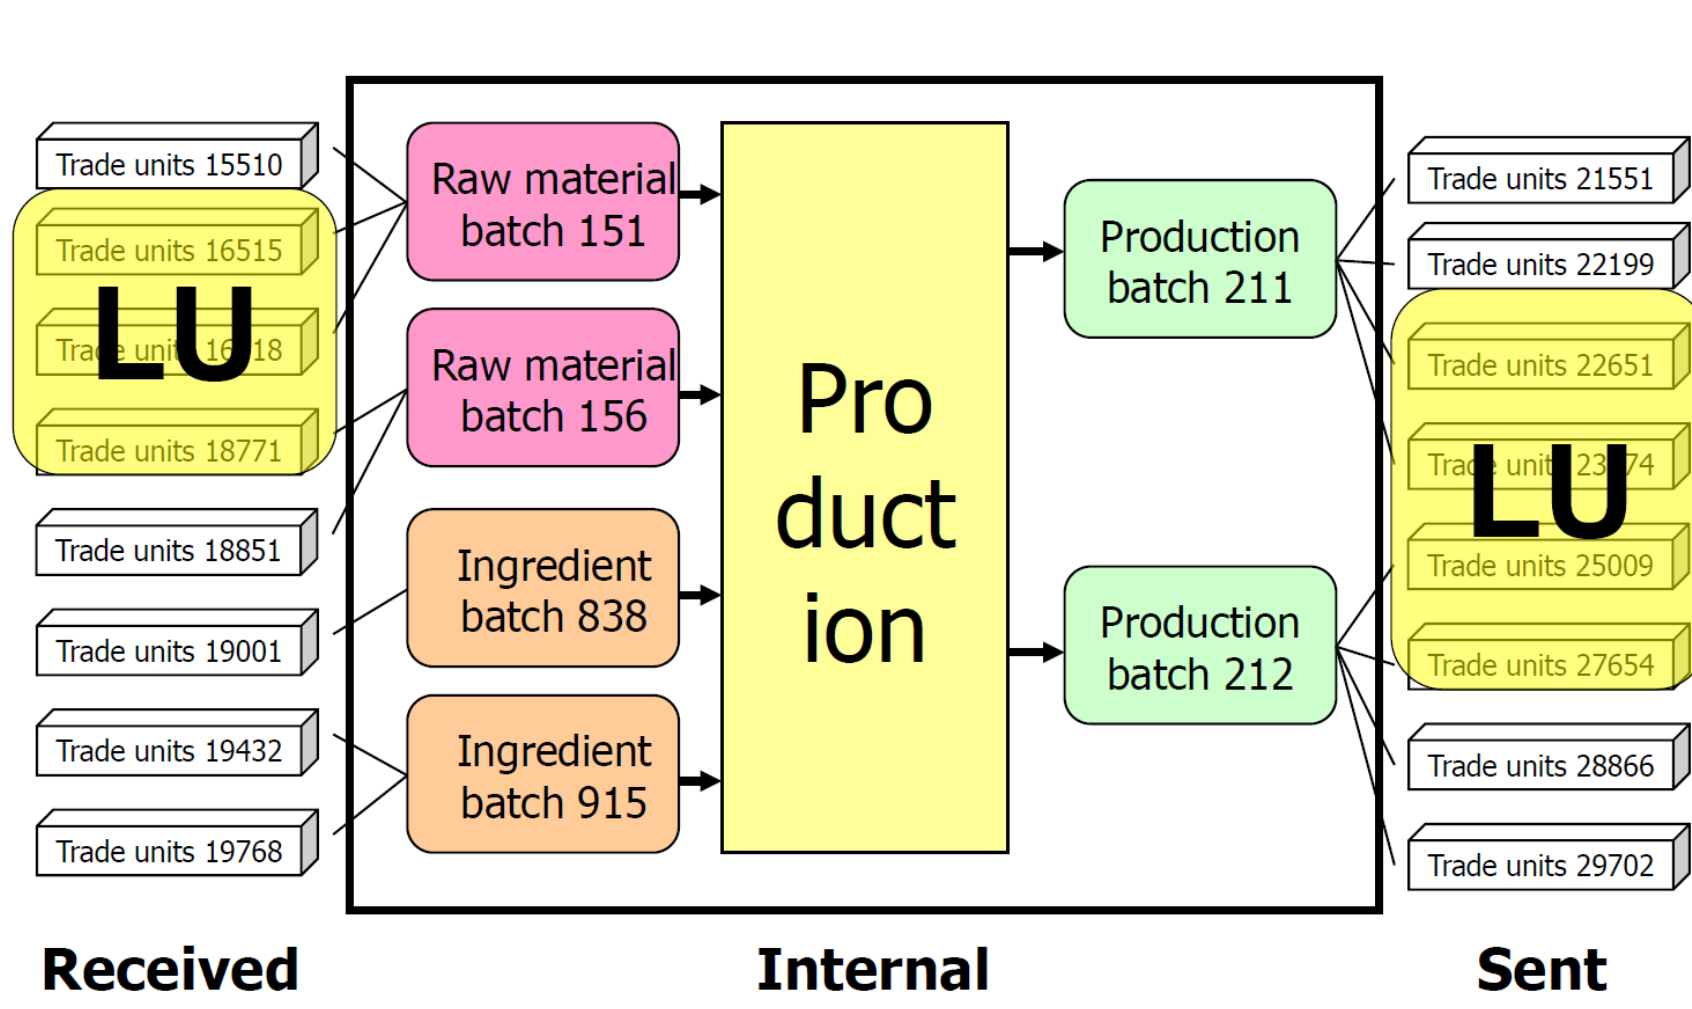 Trade units 15510
Trade units 16515
Trade
LU
Trade units 18771
Trade units 18851
Trade units 19001
Trade units 19432
Trade units 19768
Received
Raw material
batch 151
Raw material
batch 156
Ingredient
batch 838
Ingredient
batch 915
Pro
duct
ion
Production
batch 211
Production
batch 212
Internal
Trade units 21551
Trade units 22199
Trade units 22651
Trade
LU
Trade units 25009
Trade units 27654
Trade units 28866
Trade units 29702
Sent